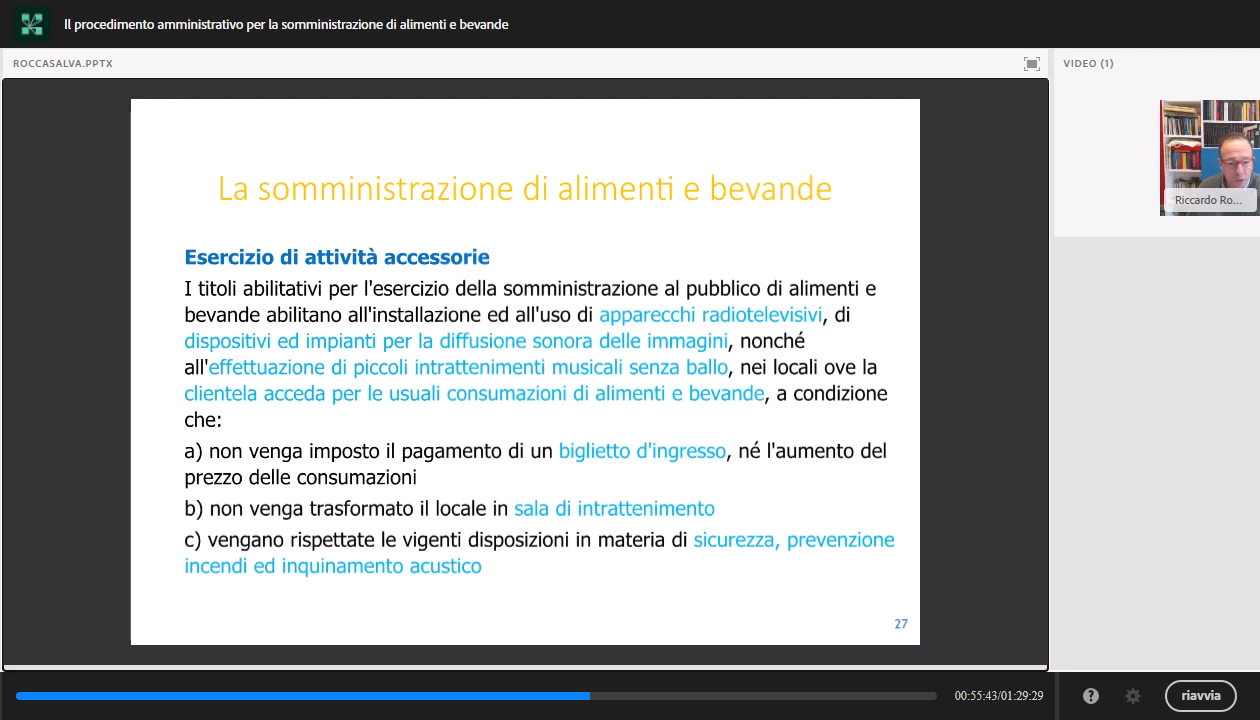 Il procedimento amministrativo per la somministrazione di alimenti e bevande
ROCCASALVA.PPTX
VIDEO (1)
La somministrazione di alimenti e bevande
Esercizio di attività accessorie
I titoli abilitativi per l'esercizio della somministrazione al pubblico di alimenti e
bevande abilitano all'installazione ed all'uso di apparecchi radiotelevisivi, di
dispositivi ed impianti per la diffusione sonora delle immagini, nonché
all'effettuazione di piccoli intrattenimenti musicali senza ballo, nei locali ove la
clientela acceda per le usuali consumazioni di alimenti e bevande, a condizione
che:
a) non venga imposto il pagamento di un biglietto d'ingresso, né l'aumento del
prezzo delle consumazioni
b) non venga trasformato il locale in sala di intrattenimento
c) vengano rispettate le vigenti disposizioni in materia di sicurezza, prevenzione
incendi ed inquinamento acustico
27
Riccardo Ro...
00:55:43/01:29:29
?
riavvia